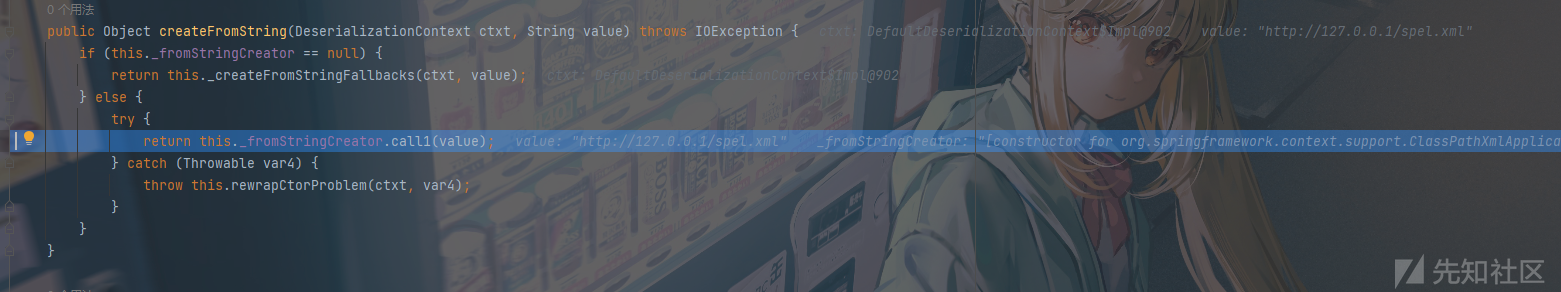 0 个用法
public Object createFromString(DeserializationContext ctxt, String value) throws IOException { ctxt: DefaultDeserializationContext$Impl@902 value: "http://127.0.0.1/spel.xml"
if (this._fromStringCreator == null) {
return this._createFromStringFallbacks(ctxt, value); ctxt: DefaultDeserializationContext$Impl@902
} else {
try {
return this._fromStringCreator.call1(value); value: "http://127.0.0.1/spel.xml" _fromStringCreator: "[constructor for org.springframework.context.support.ClassPathXmlApplica
} catch (Throwable var4) {
throw this.rewrapCtorProblem(ctxt, var4);
}
}
}
先知社区